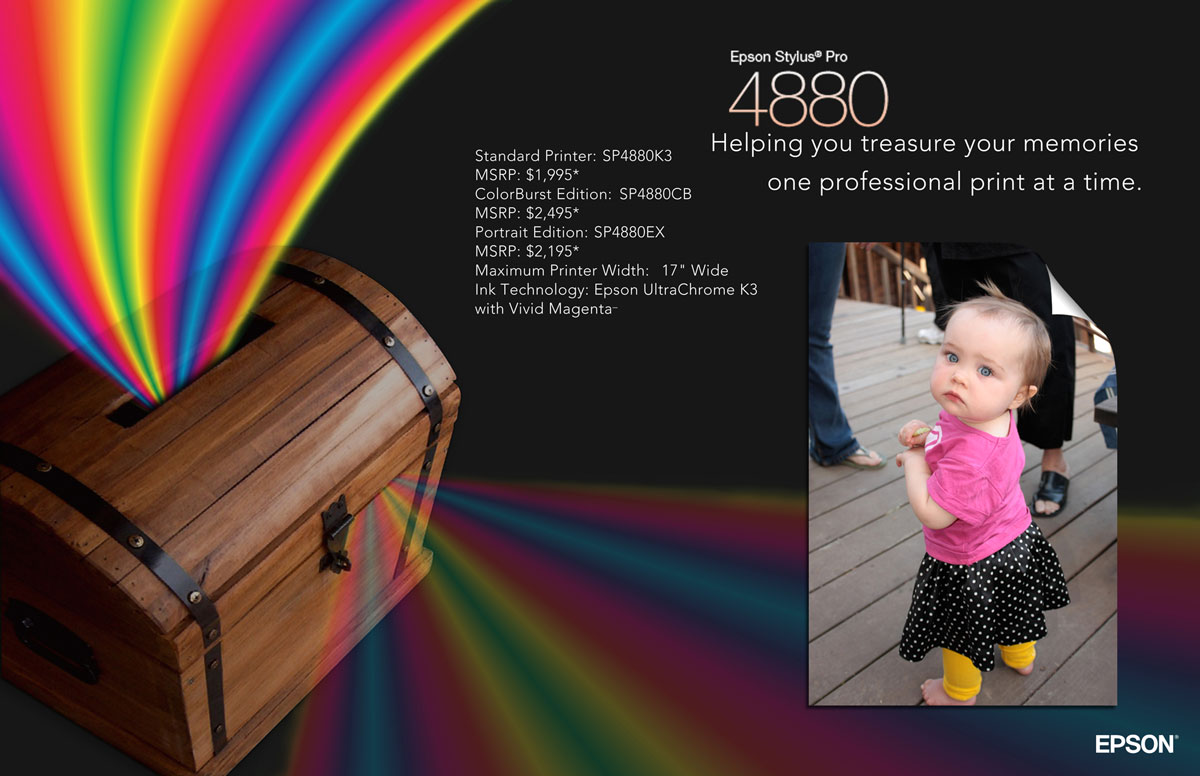 Epson Stylus® Pro
4880
Helping you treasure your memories
one professional print at a time.
Standard Printer: SP4880K3
MSRP: $1,995*
ColorBurst Edition: SP4880CB
MSRP: $2,495*
Portrait Edition: SP4880EX
MSRP: $2,195*
Maximum Printer Width: 17" Wide
Ink Technology: Epson UltraChrome K3
with Vivid Magenta
EPSON®